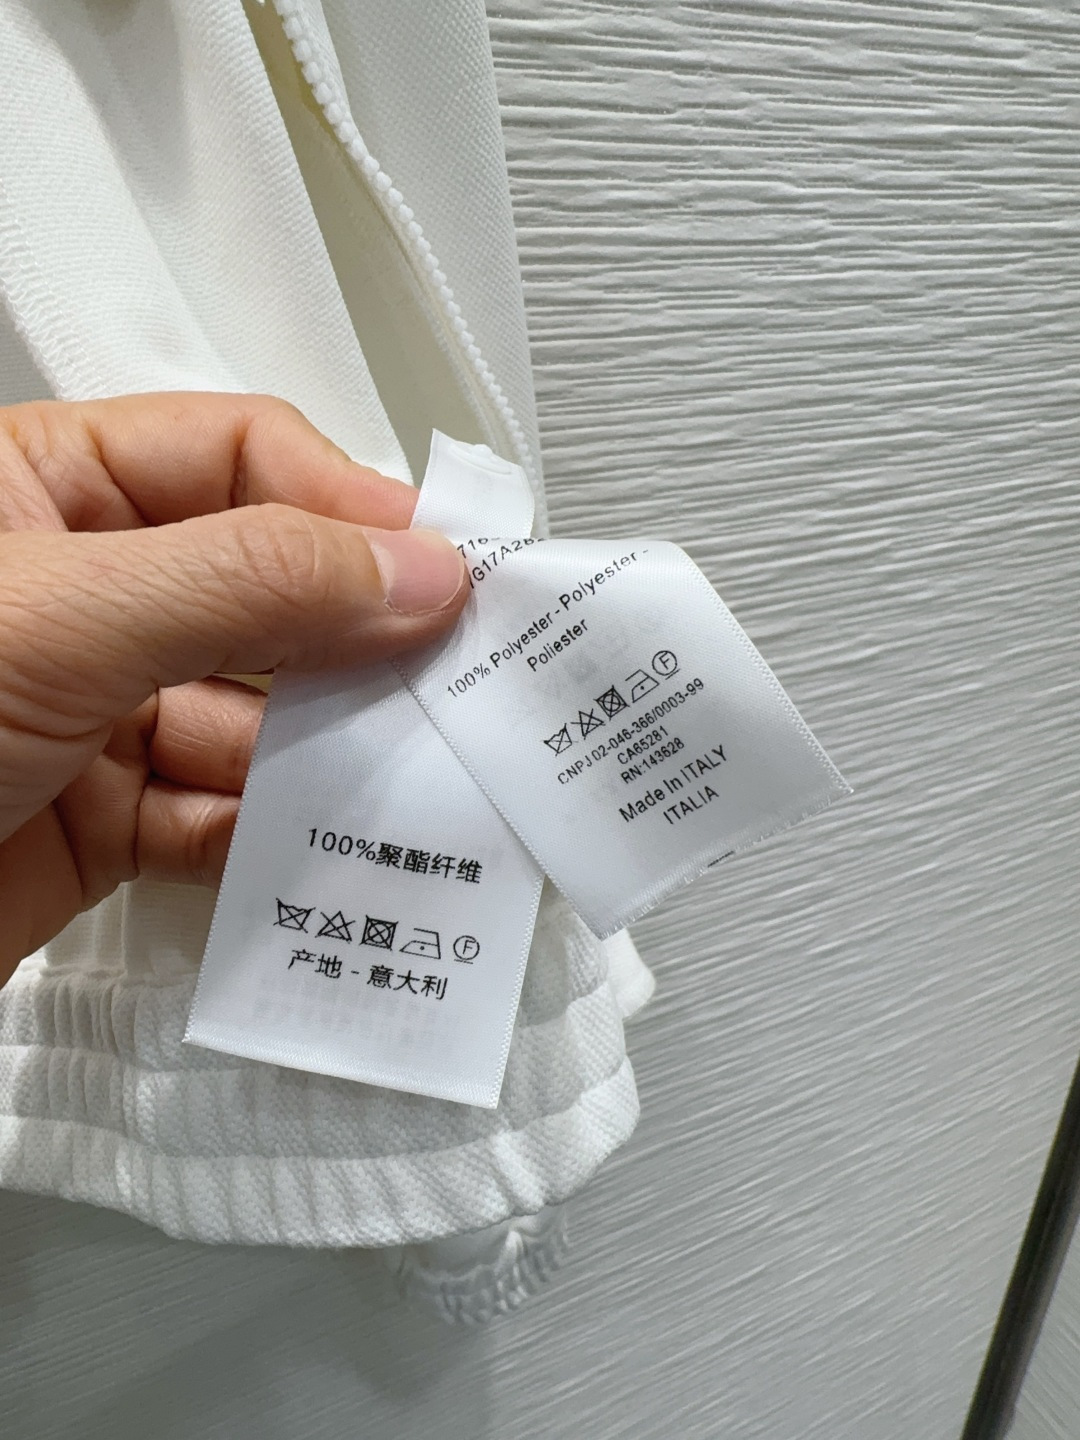 100% Polyester - Polyester -
Poliester
F
CNPJ 02-046-366/0003-99
CA65281
RN:143628
Made In ITALY
ITALIA
100%聚酯纤维
F
产地 - 意大利